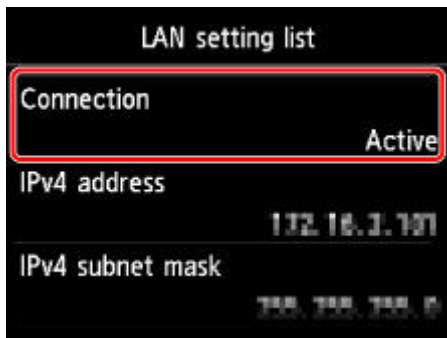 LAN setting list
Connection
Active
IPv4 address
IPv4 subnet mask